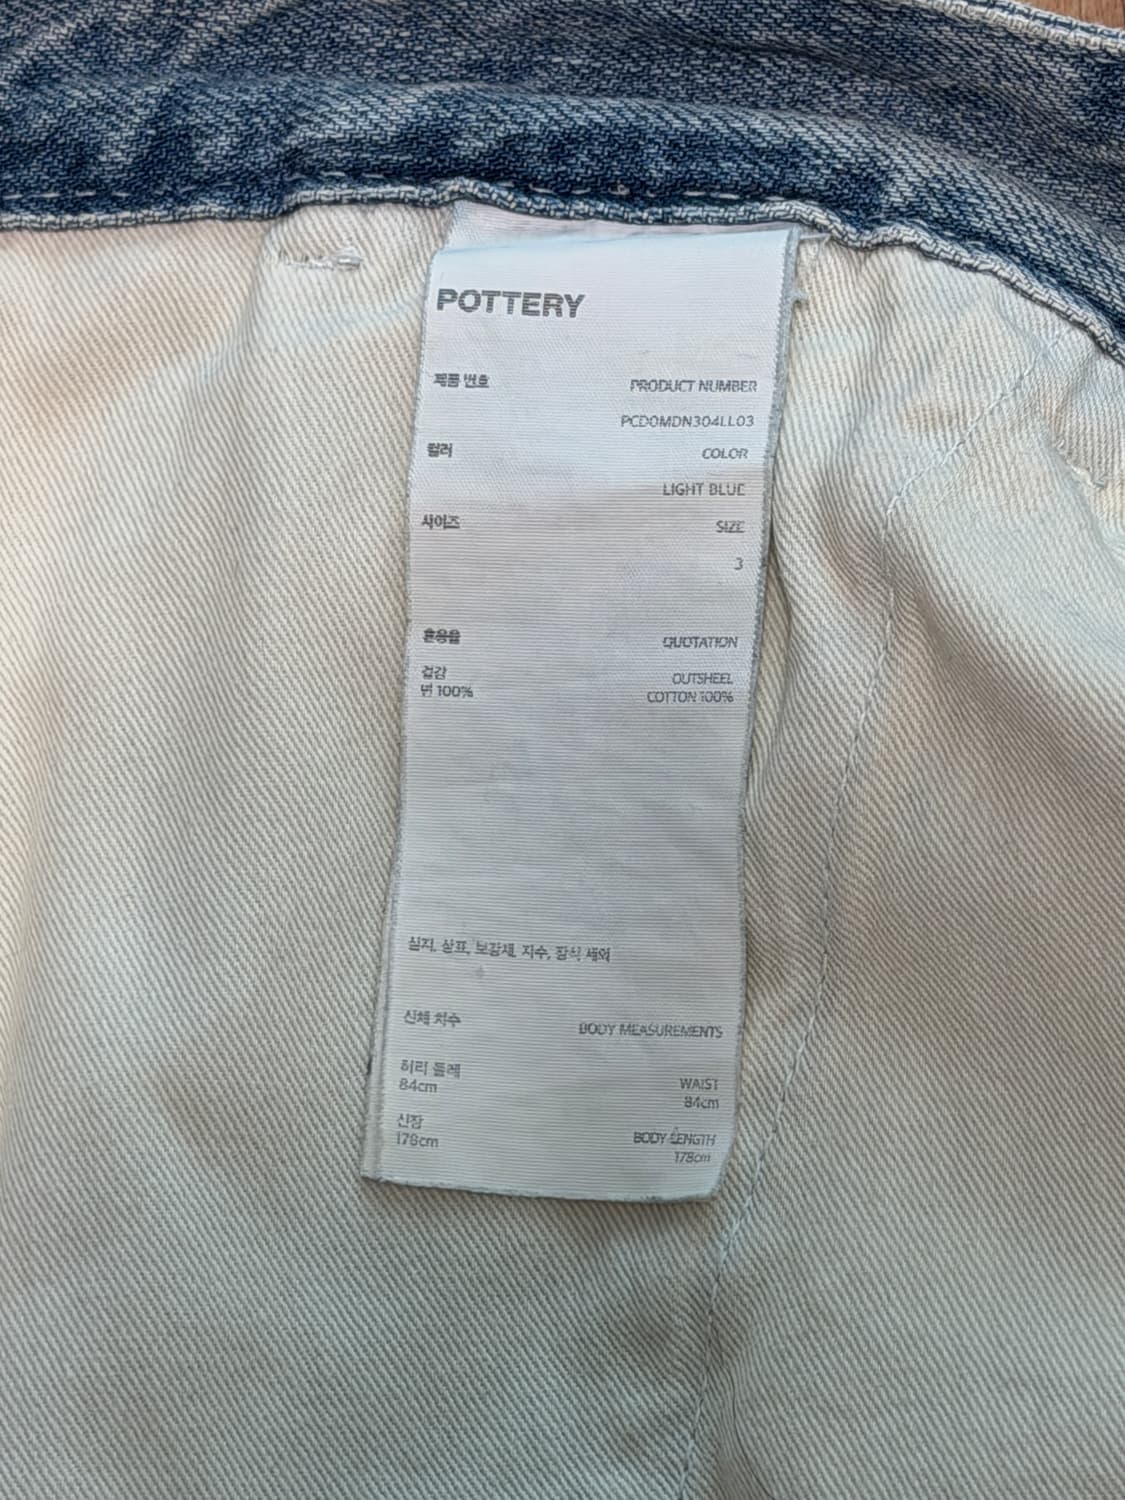 POTTERY
제품 번호 PRODUCT NUMBER
PCD0MDN304LL03
컬러 COLOR
LIGHT BLUE
사이즈 SIZE
3
혼용율 QUOTATION
겉감 OUTSHEEL
면 100% COTTON 100%
심지, 상표, 보강재, 자수, 장식 제외
신체 치수 BODY MEASUREMENTS
허리 둘레 WAIST
84cm 84cm
신장 BODY LENGTH
178cm 178cm